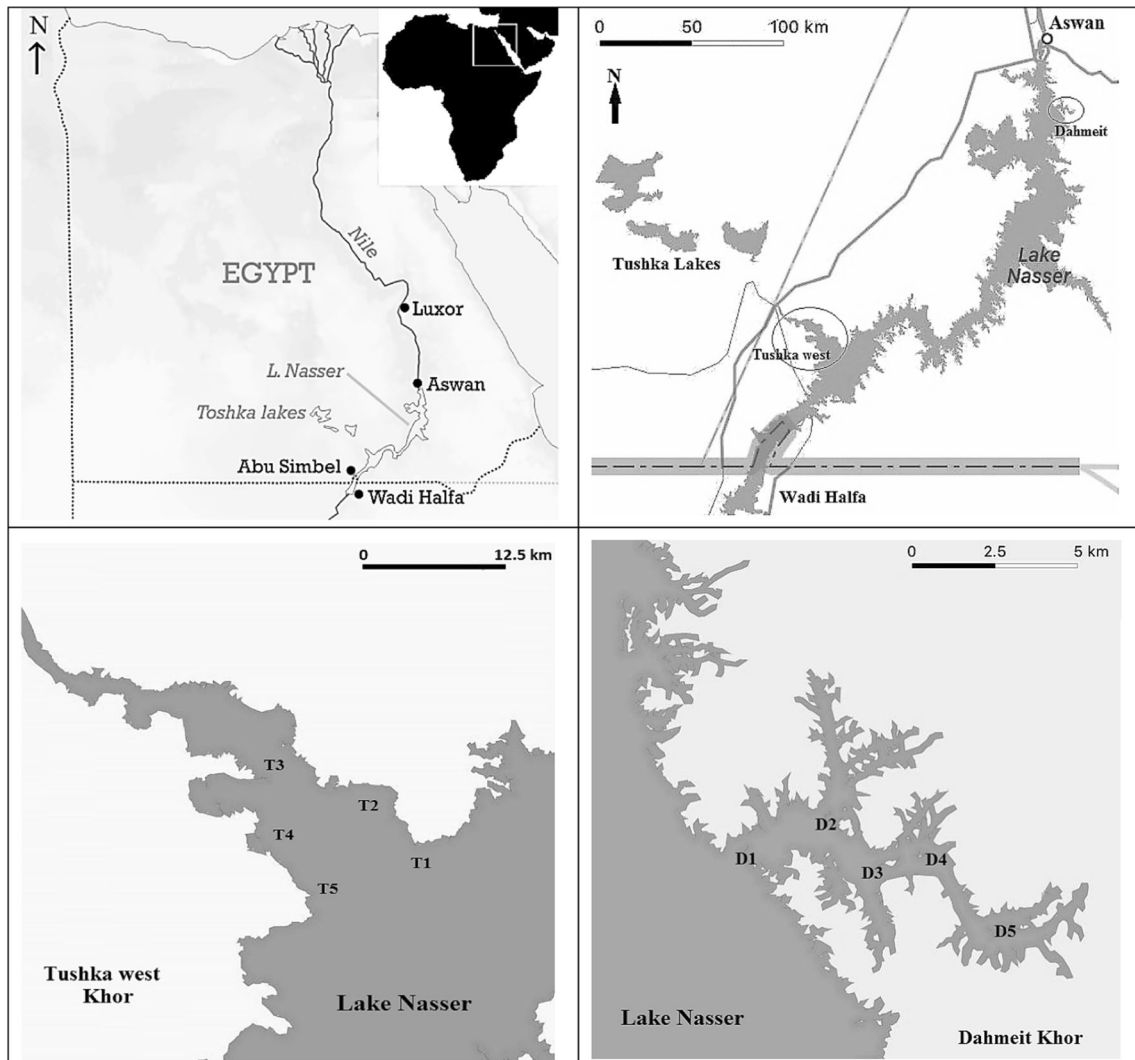 N
Nile
EGYPT
Luxor
L. Nasser
Aswan
Toshka lakes
Abu Simbel
Wadi Halfa
0 50 100 km
Aswan
N
Dahmeit
Tushka Lakes
Lake
Nasser
Tushka west
Wadi Halfa
0 12.5 km
T3
T2
T4
T1
T5
Tushka west
Khor
Lake Nasser
0 2.5 5 km
D2
D1
D4
D3
D5
Lake Nasser
Dahmeit Khor